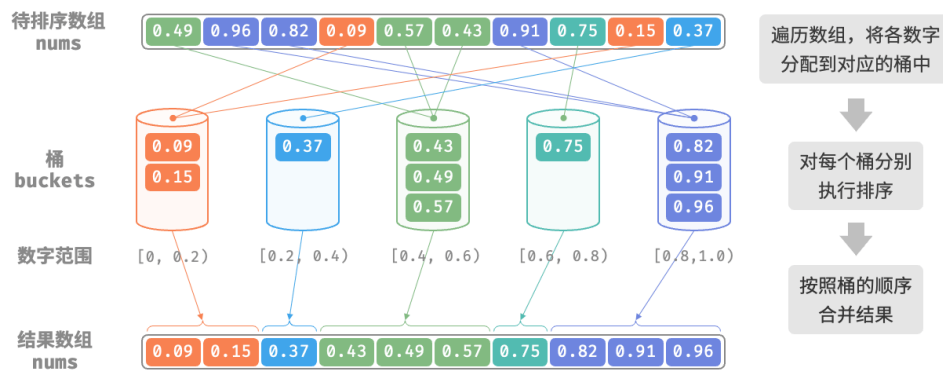 待排序数组
nums
0.49 0.96 0.82 0.09 0.57 0.43 0.91 0.75 0.15 0.37
遍历数组，将各数字
分配到对应的桶中
桶
buckets
0.09 0.37 0.43 0.75 0.82
0.15 0.49 0.91
0.57 0.96
对每个桶分别
执行排序
数字范围
[0, 0.2) [0.2, 0.4) [0.4, 0.6) [0.6, 0.8) [0.8,1.0)
按照桶的顺序
合并结果
结果数组
nums
0.09 0.15 0.37 0.43 0.49 0.57 0.75 0.82 0.91 0.96